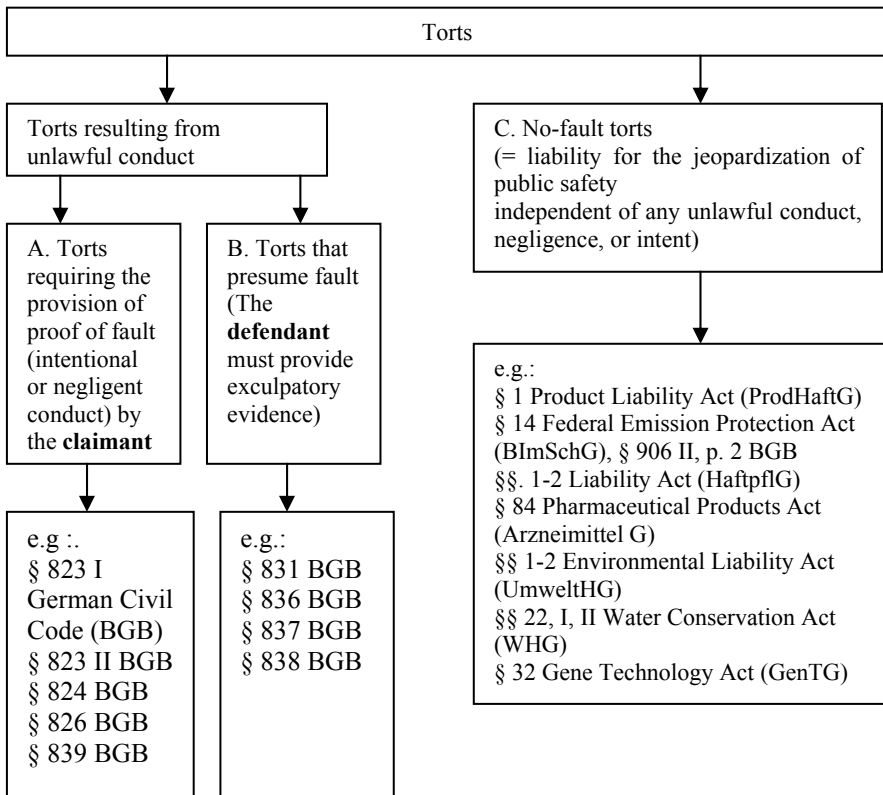 Torts
Torts resulting from
unlawful conduct
C. No-fault torts
(= liability for the jeopardization of
public safety
independent of any unlawful conduct,
negligence, or intent)
A. Torts
requiring the
provision of
proof of fault
(intentional
or negligent
conduct) by
the claimant
B. Torts that
presume fault
(The
defendant
must provide
exculpatory
evidence)
e.g :.
§ 823 I
German Civil
Code (BGB)
§ 823 II BGB
§ 824 BGB
§ 826 BGB
§ 839 BGB
e.g.:
§ 831 BGB
§ 836 BGB
§ 837 BGB
§ 838 BGB
e.g.:
§ 1 Product Liability Act (ProdHaftG)
§ 14 Federal Emission Protection Act
(BImSchG), § 906 II, p. 2 BGB
§§. 1-2 Liability Act (HaftpflG)
§ 84 Pharmaceutical Products Act
(Arzneimittel G)
§§ 1-2 Environmental Liability Act
(UmweltHG)
§§ 22, I, II Water Conservation Act
(WHG)
§ 32 Gene Technology Act (GenTG)